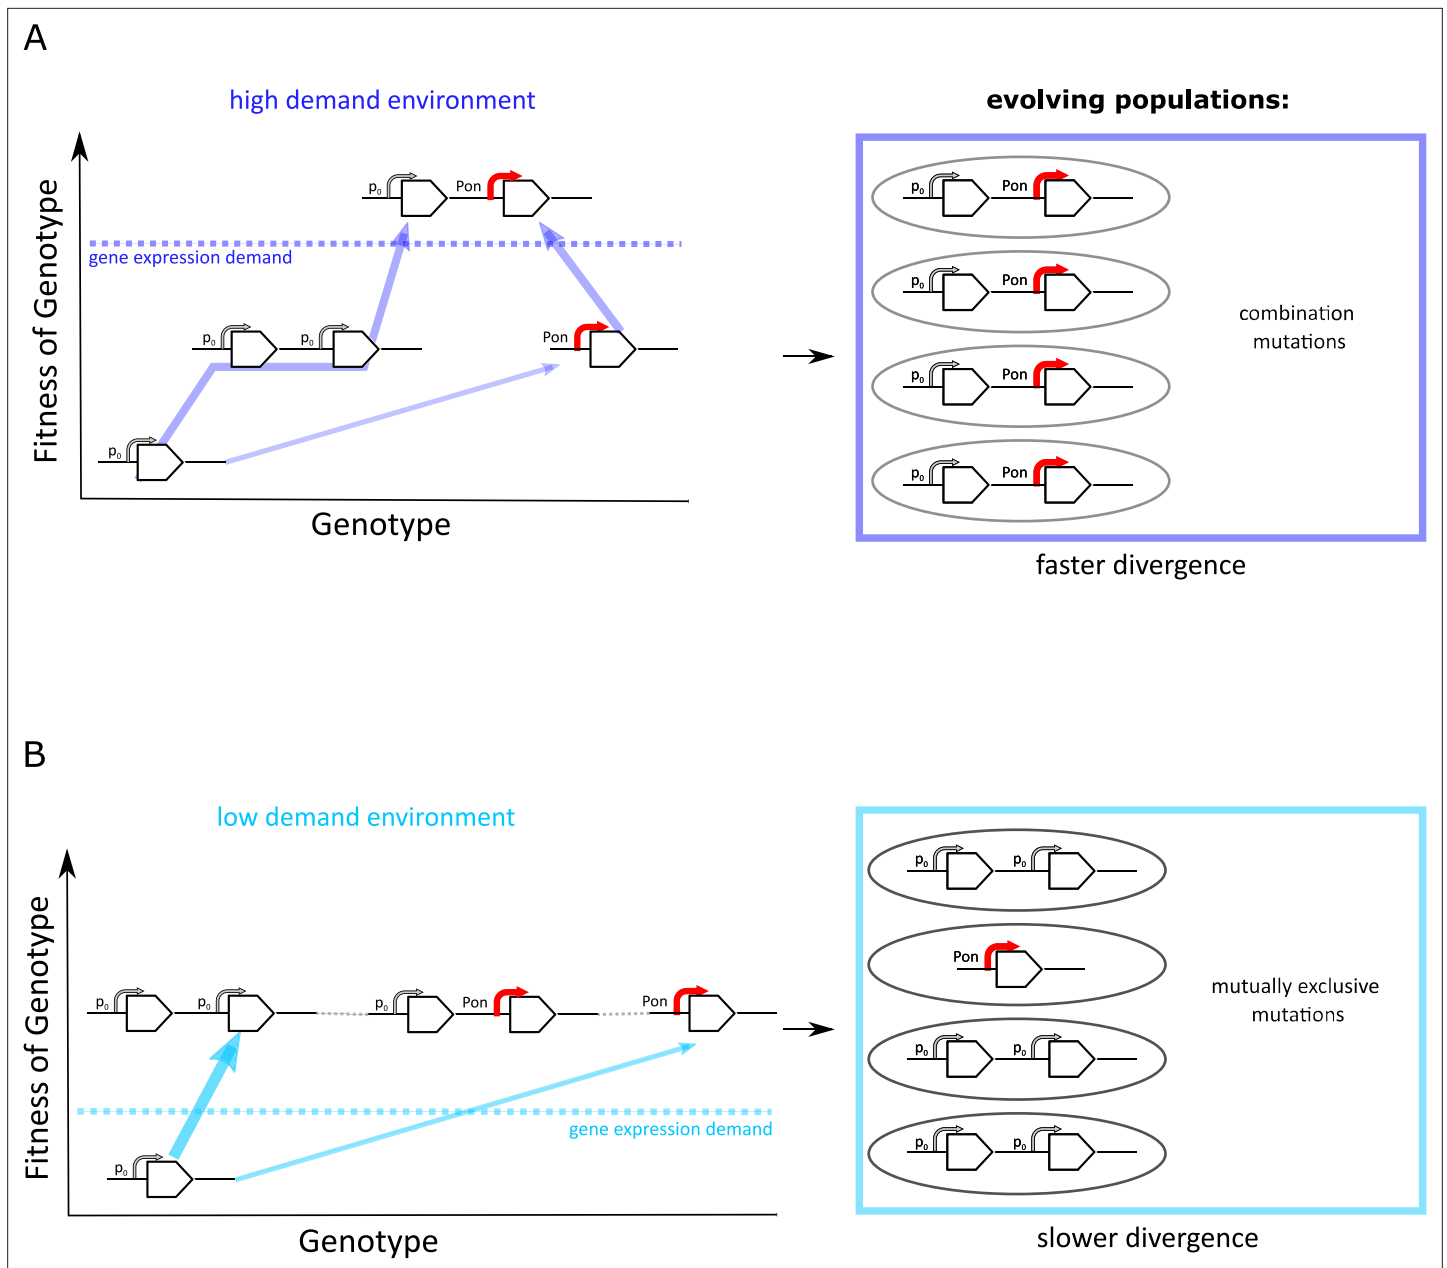 A
high demand environment
evolving populations:
Fitness of Genotype
p₀
Pon
gene expression demand
p₀
p₀
Pon
p₀
Genotype
p₀
Pon
p₀
Pon
p₀
Pon
p₀
Pon
combination
mutations
faster divergence
B
low demand environment
Fitness of Genotype
p₀
p₀
p₀
Pon
Pon
gene expression demand
p₀
Genotype
p₀
p₀
Pon
p₀
p₀
p₀
p₀
mutually exclusive
mutations
slower divergence